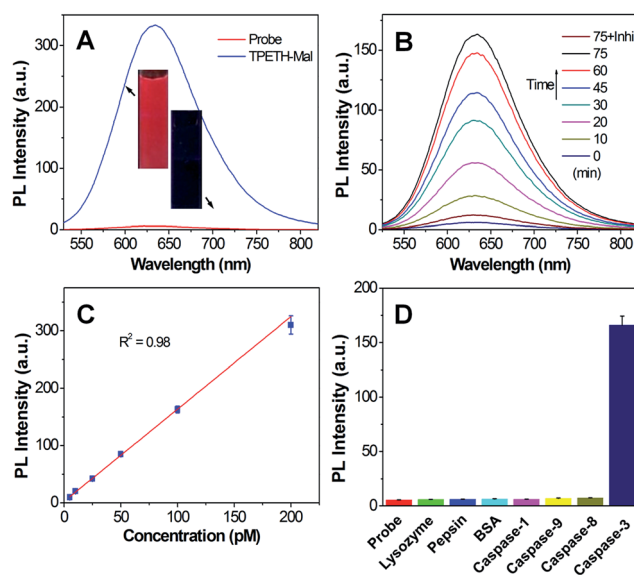 A
Probe
TPETH-Mal
PL Intensity (a.u.)
300
200
100
0
550 600 650 700 750 800
Wavelength (nm)
B
75+Inhi
75
60
45
30
20
10
0
(min)
Time
PL Intensity (a.u.)
150
100
50
0
550 600 650 700 750 800
Wavelength (nm)
C
R² = 0.98
PL Intensity (a.u.)
300
200
100
0
0 50 100 150 200
Concentration (pM)
D
PL Intensity (a.u.)
200
150
100
50
0
Probe
Lysozyme
Pepsin
BSA
Caspase-1
Caspase-9
Caspase-8
Caspase-3